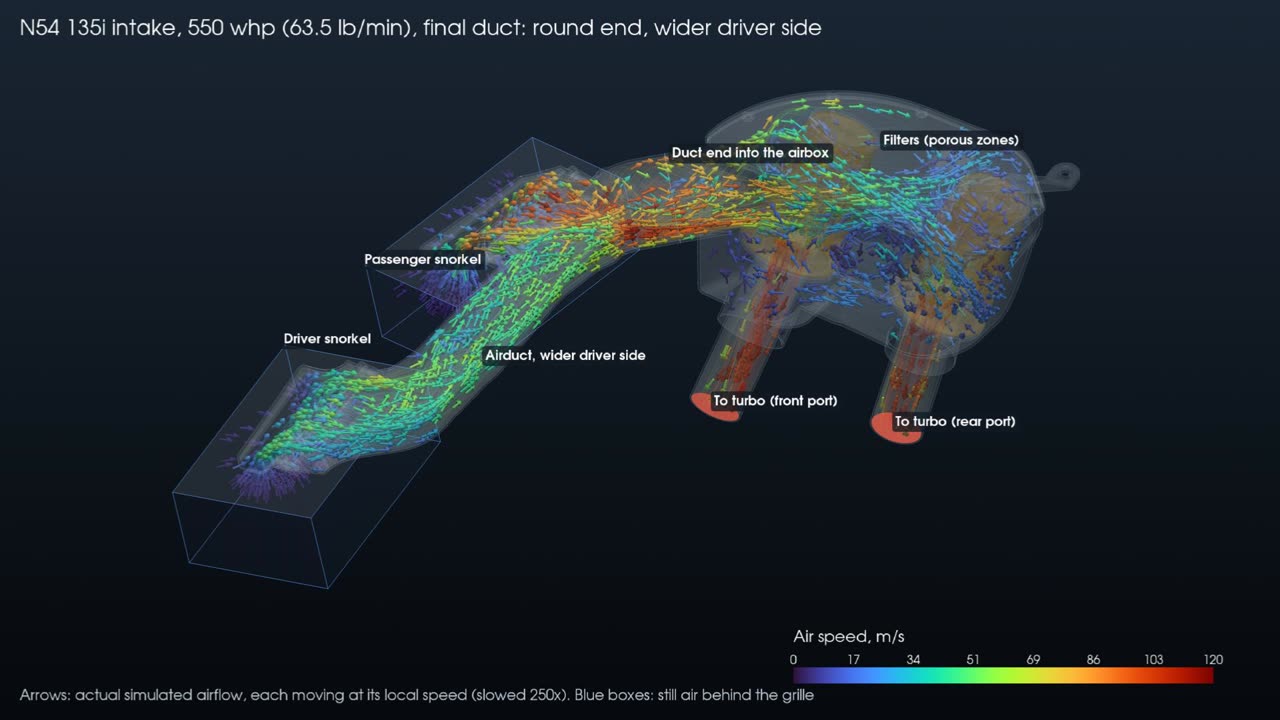 N54 135i intake, 550 whp (63.5 lb/min), final duct: round end, wider driver side
Filters (porous zones)
Duct end into the airbox
Passenger snorkel
Driver snorkel
Airduct, wider driver side
To turbo (front port)
To turbo (rear port)
Air speed, m/s
0 17 34 51 69 86 103 120
Arrows: actual simulated airflow, each moving at its local speed (slowed 250x). Blue boxes: still air behind the grille